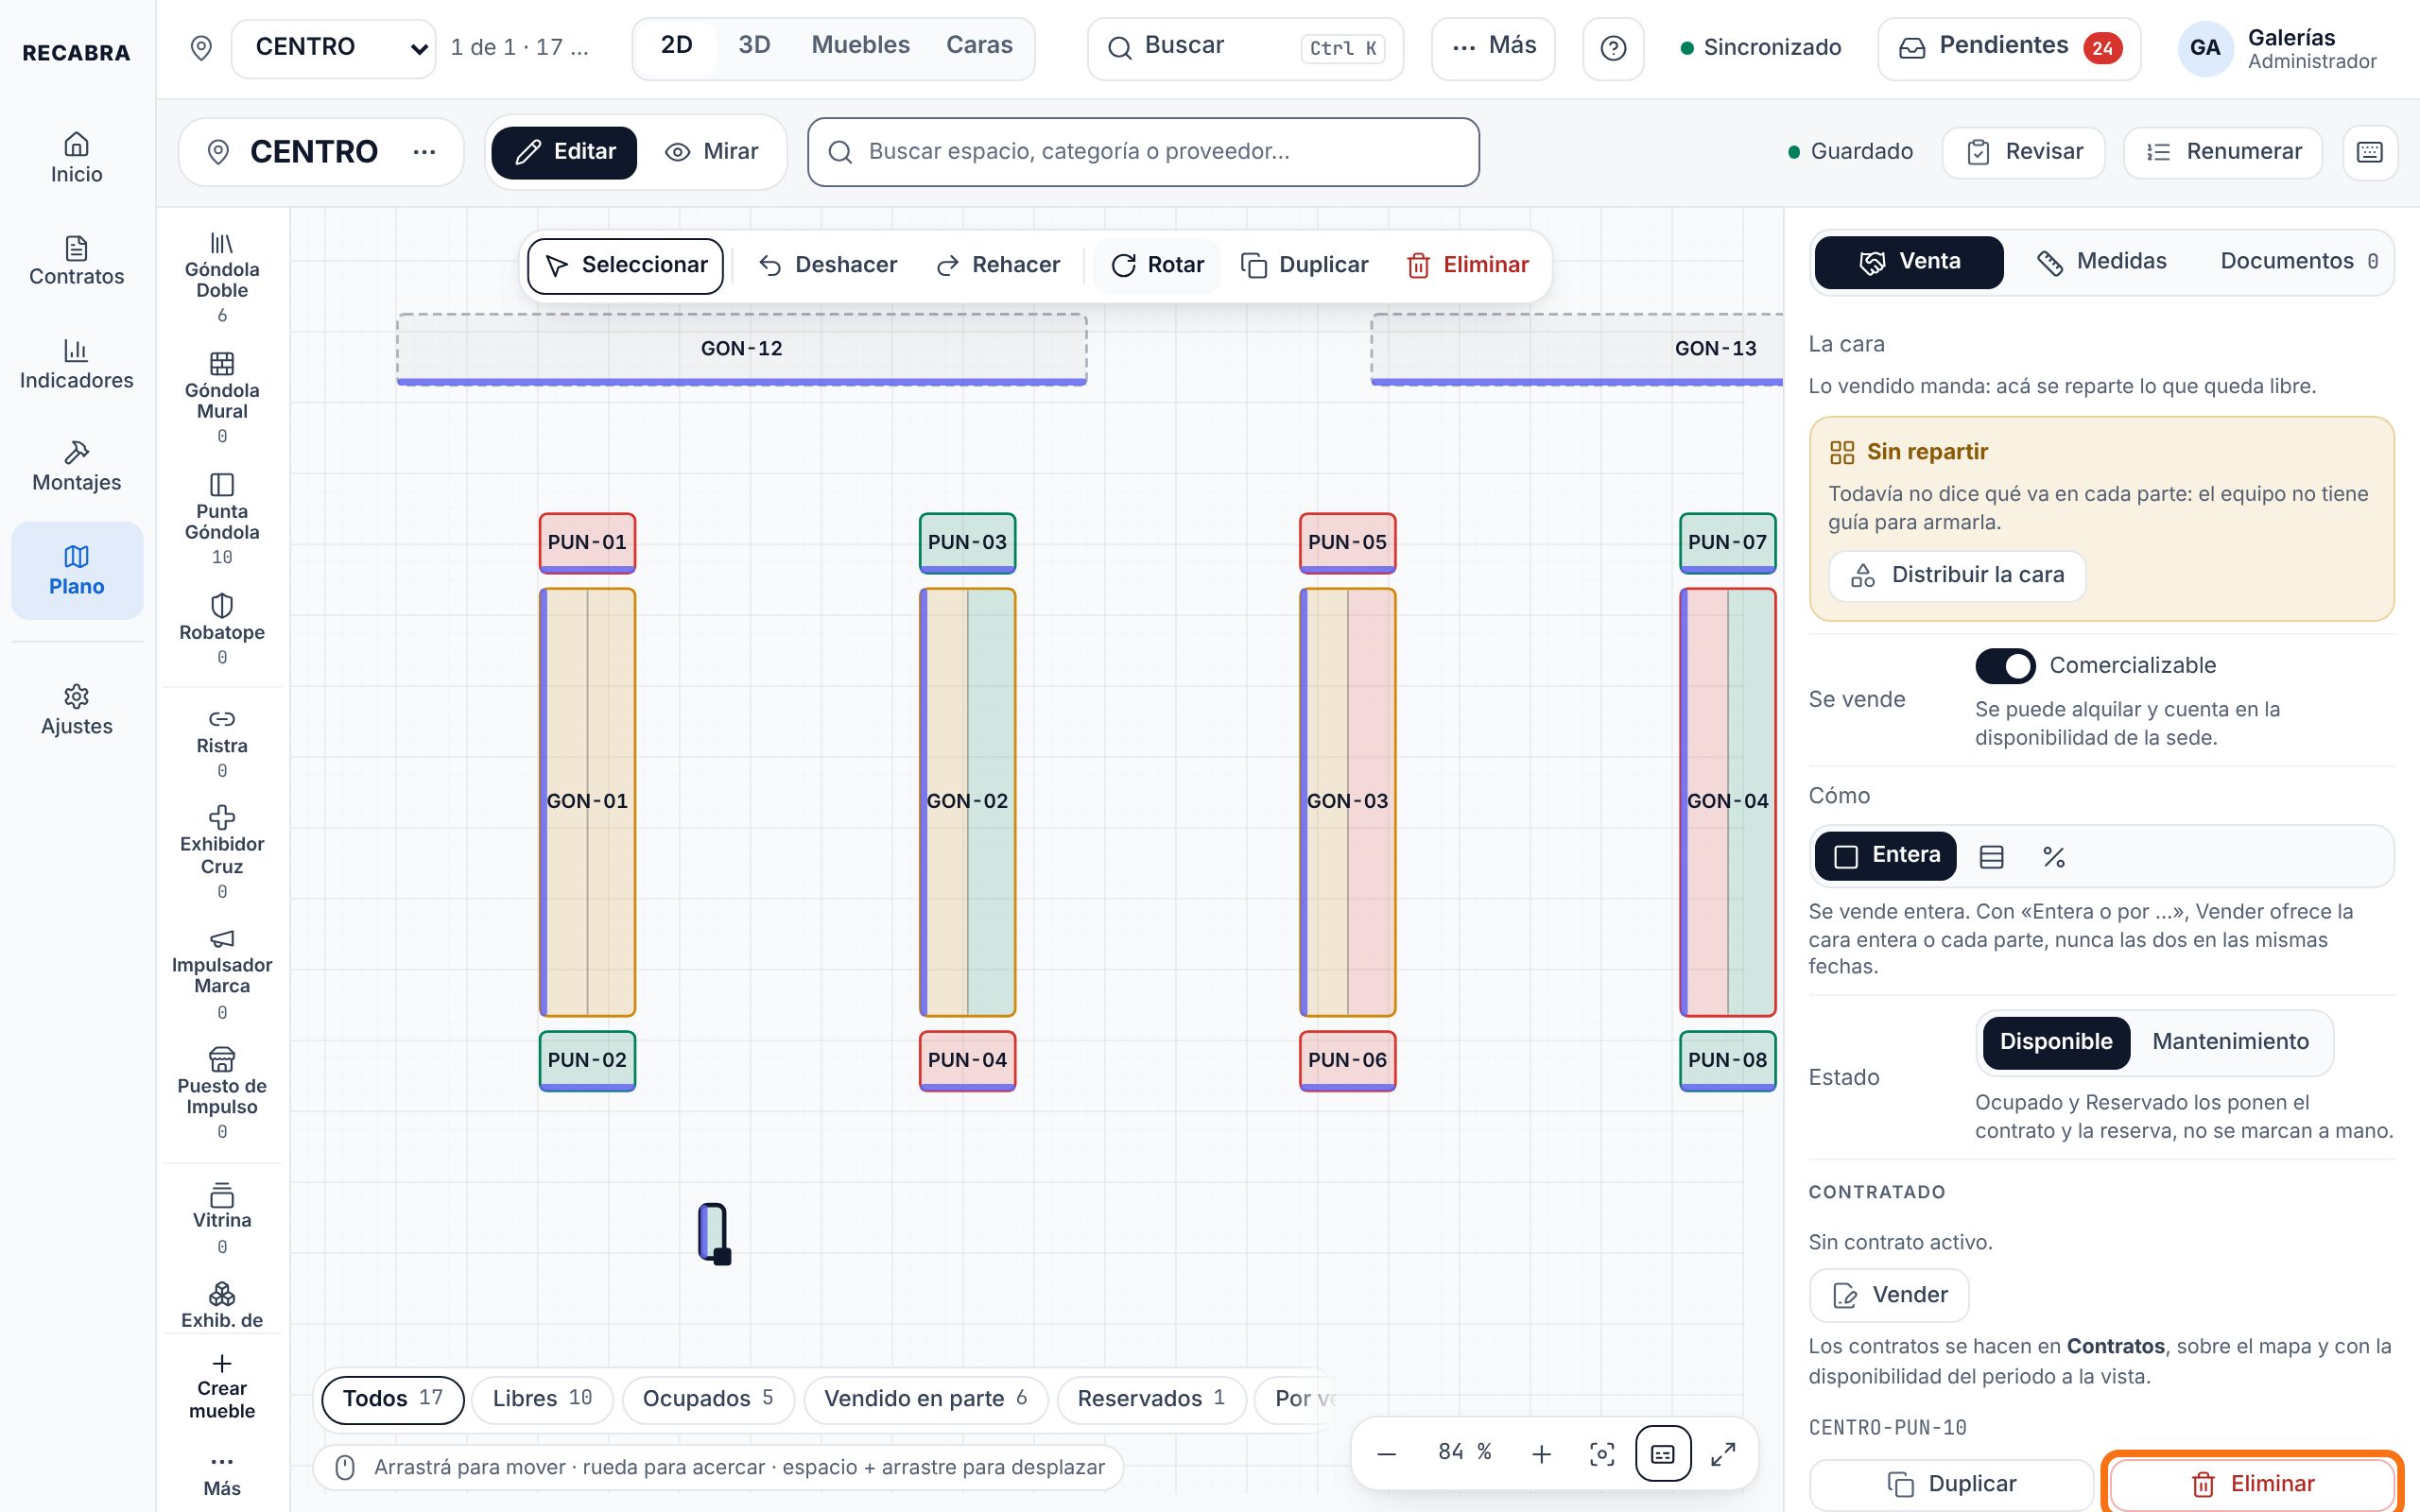 RECABRA
CENTRO
1 de 1 · 17 ...
2D
3D
Muebles
Caras
Buscar
Ctrl K
Más
Sincronizado
Pendientes
24
GA
Galerías
Administrador
Inicio
Contratos
Indicadores
Montajes
Plano
Ajustes
CENTRO
Editar
Mirar
Buscar espacio, categoría o proveedor...
Guardado
Revisar
Renumerar
Góndola
Doble
6
Góndola
Mural
0
Punta
Góndola
10
Robatope
0
Ristra
0
Exhibidor
Cruz
0
Impulsador
Marca
0
Puesto de
Impulso
0
Vitrina
0
Exhib. de
Crear
mueble
Más
Seleccionar
Deshacer
Rehacer
Rotar
Duplicar
Eliminar
GON-12
GON-13
PUN-01
PUN-03
PUN-05
PUN-07
GON-01
GON-02
GON-03
GON-04
PUN-02
PUN-04
PUN-06
PUN-08
Todos 17
Libres 10
Ocupados 5
Vendido en parte 6
Reservados 1
Por
Arrastrá para mover · rueda para acercar · espacio + arrastre para desplazar
84 %
Venta
Medidas
Documentos 0
La cara
Lo vendido manda: acá se reparte lo que queda libre.
Sin repartir
Todavía no dice qué va en cada parte: el equipo no tiene
guía para armarla.
Distribuir la cara
Se vende
Comercializable
Se puede alquilar y cuenta en la
disponibilidad de la sede.
Cómo
Entera
%
Se vende entera. Con «Entera o por ...», Vender ofrece la
cara entera o cada parte, nunca las dos en las mismas
fechas.
Estado
Disponible
Mantenimiento
Ocupado y Reservado los ponen el
contrato y la reserva, no se marcan a mano.
CONTRATADO
Sin contrato activo.
Vender
Los contratos se hacen en Contratos, sobre el mapa y con la
disponibilidad del periodo a la vista.
CENTRO-PUN-10
Duplicar
Eliminar